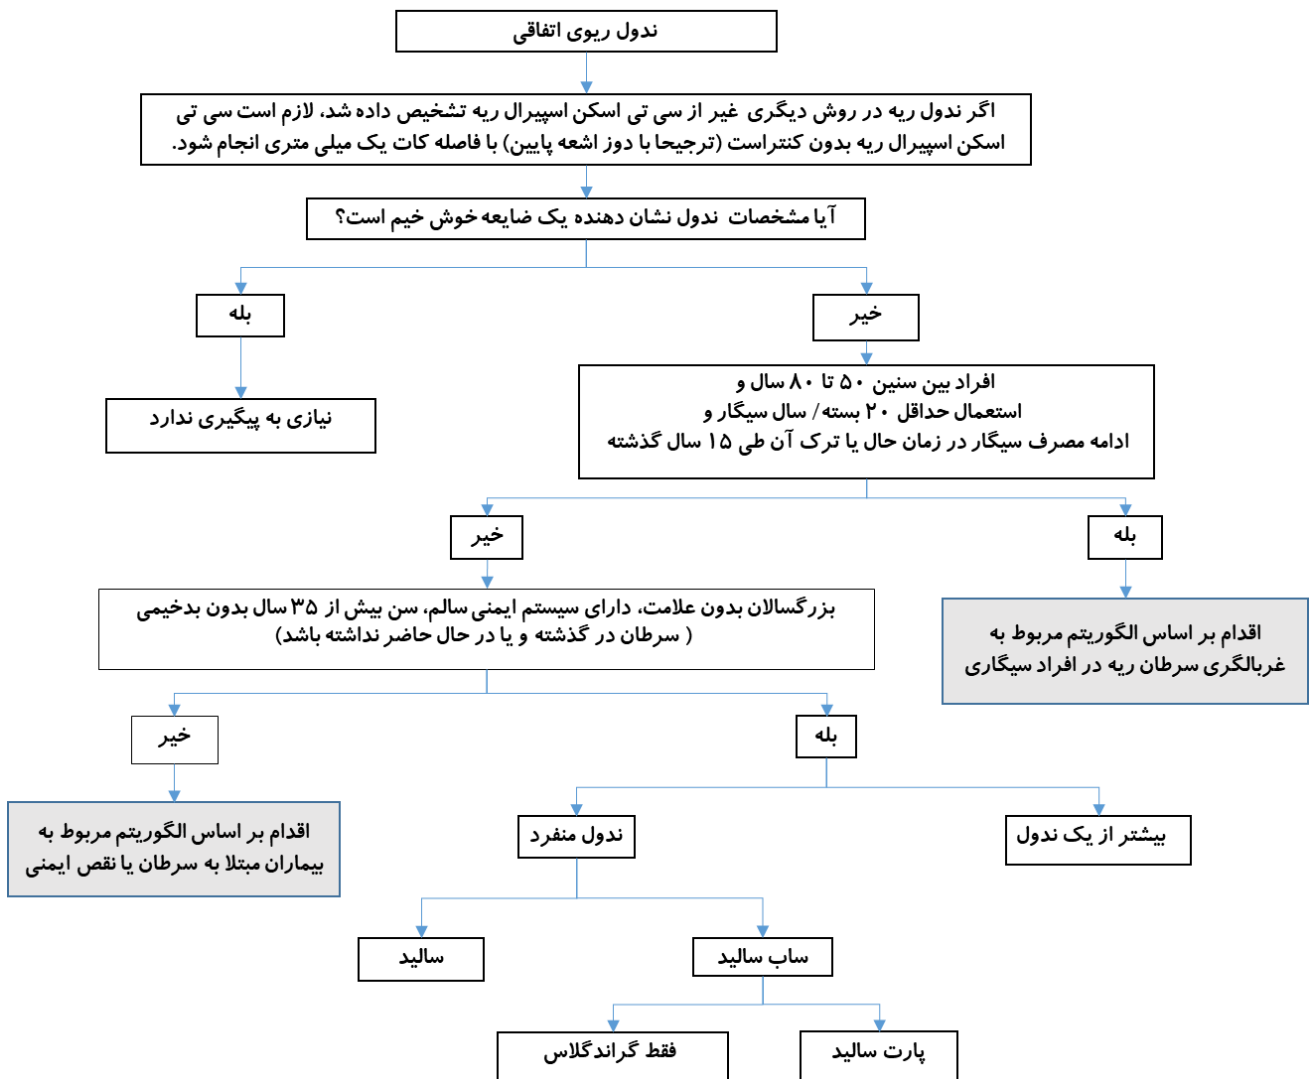 ندول ریوی اتفاقی
اگر ندول ریه در روش دیگری غیر از سی تی اسکن اسپیرال ریه تشخیص داده شد، لازم است سی تی
اسکن اسپیرال ریه بدون کنتراست (ترجیحا با دوز اشعه پایین) با فاصله کات یک میلی متری انجام شود.
آیا مشخصات ندول نشان دهنده یک ضایعه خوش خیم است؟
بله
خیر
نیازی به پیگیری ندارد
افراد بین سنین ۵۰ تا ۸۰ سال و
استعمال حداقل ۲۰ بسته/ سال سیگار و
ادامه مصرف سیگار در زمان حال یا ترک آن طی ۱۵ سال گذشته
خیر
بله
بزرگسالان بدون علامت، دارای سیستم ایمنی سالم، سن بیش از ۳۵ سال بدون بدخیمی
( سرطان در گذشته و یا در حال حاضر نداشته باشد)
اقدام بر اساس الگوریتم مربوط به
غربالگری سرطان ریه در افراد سیگاری
خیر
بله
اقدام بر اساس الگوریتم مربوط به
بیماران مبتلا به سرطان یا نقص ایمنی
ندول منفرد
بیشتر از یک ندول
سالید
ساب سالید
فقط گراندگلاس
پارت سالید